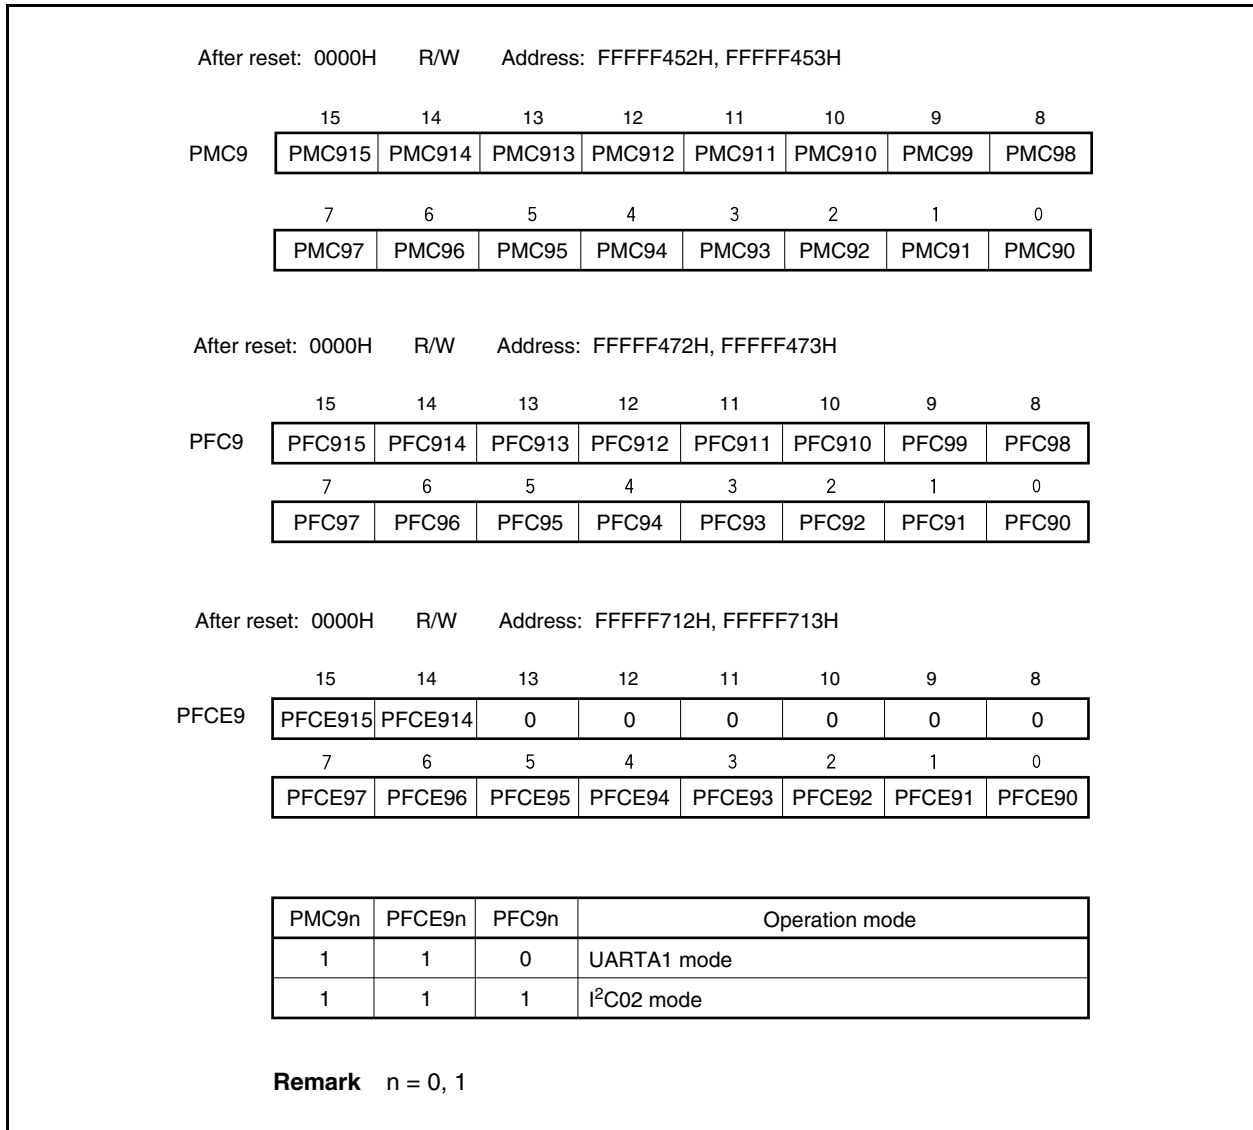 After reset: 0000H R/W Address: FFFFF452H, FFFFF453H
15 14 13 12 11 10 9 8
PMC9 PMC915 PMC914 PMC913 PMC912 PMC911 PMC910 PMC99 PMC98
7 6 5 4 3 2 1 0
PMC97 PMC96 PMC95 PMC94 PMC93 PMC92 PMC91 PMC90
After reset: 0000H R/W Address: FFFFF472H, FFFFF473H
15 14 13 12 11 10 9 8
PFC9 PFC915 PFC914 PFC913 PFC912 PFC911 PFC910 PFC99 PFC98
7 6 5 4 3 2 1 0
PFC97 PFC96 PFC95 PFC94 PFC93 PFC92 PFC91 PFC90
After reset: 0000H R/W Address: FFFFF712H, FFFFF713H
15 14 13 12 11 10 9 8
PFCE9 PFCE915 PFCE914 0 0 0 0 0 0
7 6 5 4 3 2 1 0
PFCE97 PFCE96 PFCE95 PFCE94 PFCE93 PFCE92 PFCE91 PFCE90
PMC9n PFCE9n PFC9n Operation mode
1 1 0 UARTA1 mode
1 1 1 I²C02 mode
Remark n = 0, 1